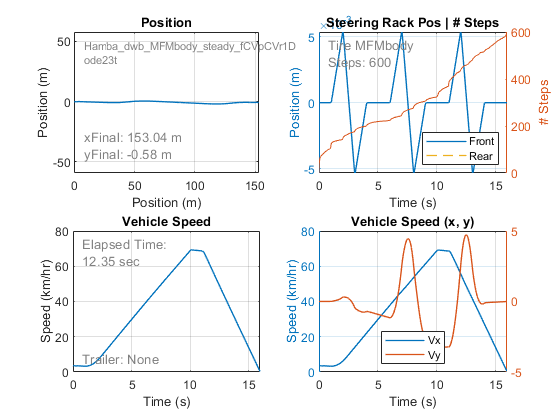 Position
Hamba_dwb_MFMbody_steady_fCVpCVr1D
ode23t
50
0
-50
Position (m)
xFinal: 153.04 m
yFinal: -0.58 m
0
50
100
150
Position (m)
Steering Rack Pos | # Steps
Tire MFMbody
Steps: 600
5
0
-5
Position (m)
600
400
200
0
# Steps
Front
Rear
0
5
10
15
Time (s)
Vehicle Speed
Elapsed Time:
12.35 sec
80
60
40
20
0
Speed (km/hr)
Trailer: None
0
5
10
15
Time (s)
Vehicle Speed (x, y)
80
60
40
20
0
Speed (km/hr)
5
0
-5
Vx
Vy
0
5
10
15
Time (s)